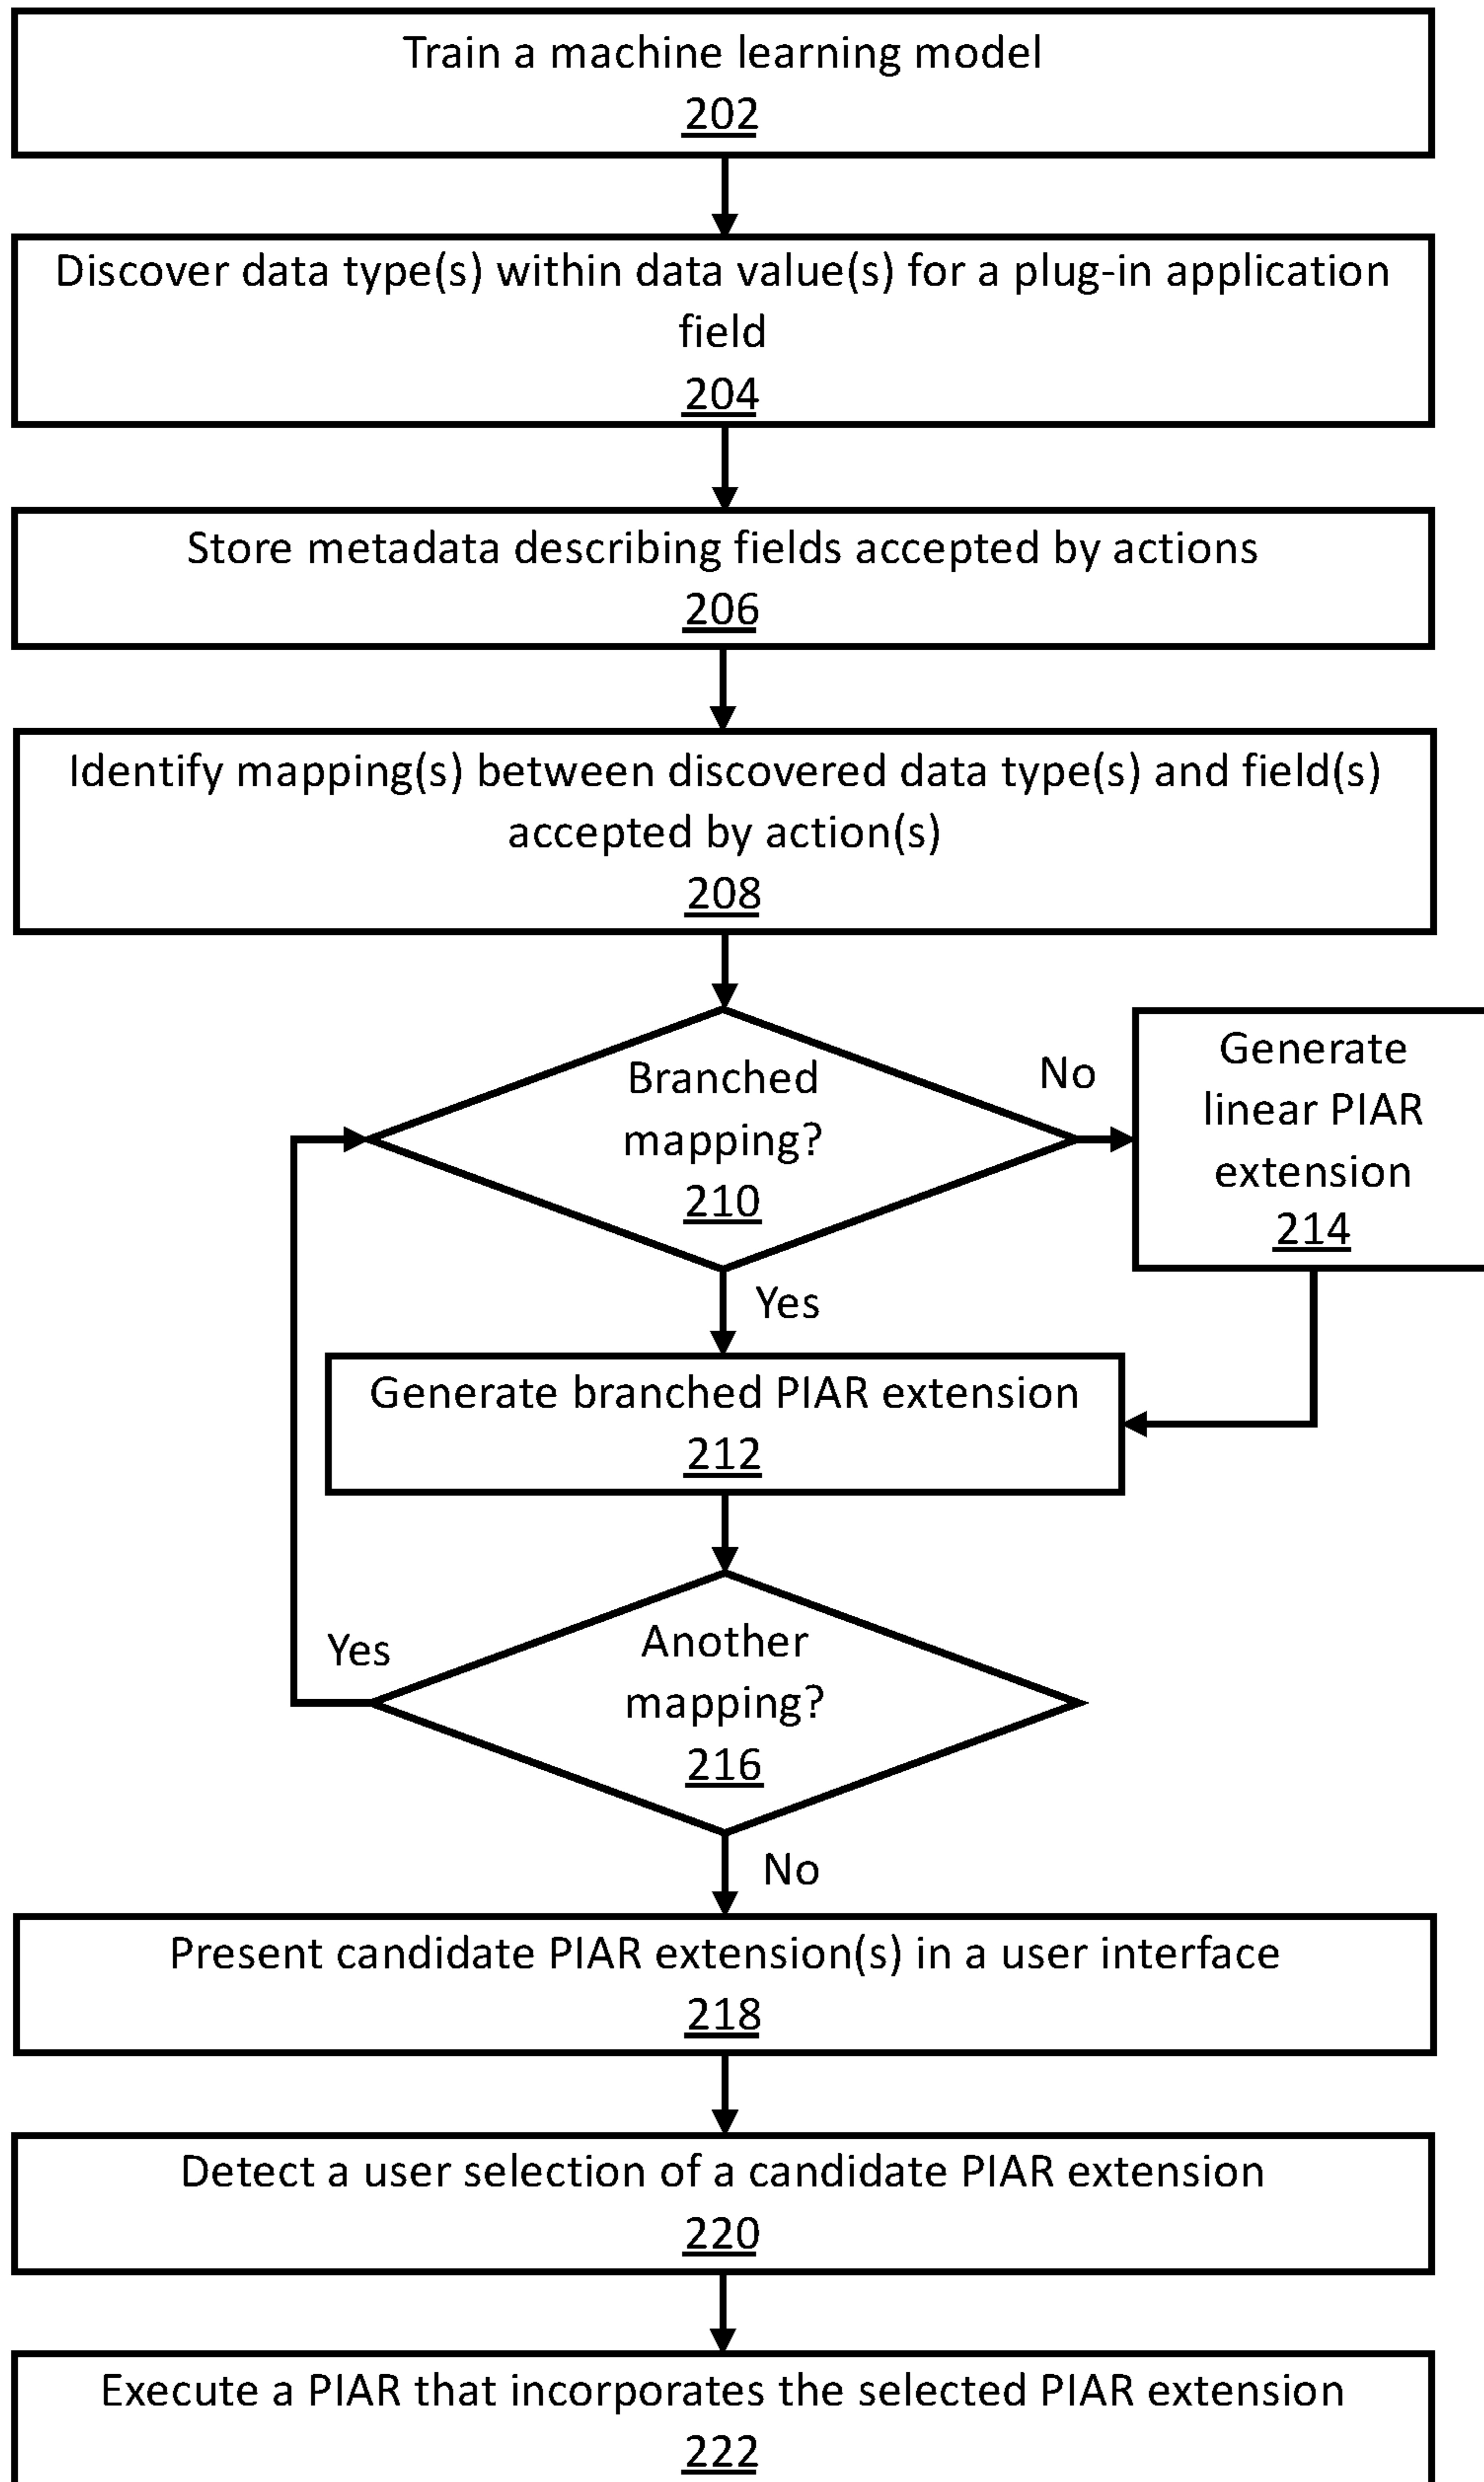 Train a machine learning model
202
Discover data type(s) within data value(s) for a plug-in application
field
204
Store metadata describing fields accepted by actions
206
Identify mapping(s) between discovered data type(s) and field(s)
accepted by action(s)
208
Branched
mapping?
210
No
Generate
linear PIAR
extension
214
Yes
Generate branched PIAR extension
212
Another
mapping?
216
Yes
No
Present candidate PIAR extension(s) in a user interface
218
Detect a user selection of a candidate PIAR extension
220
Execute a PIAR that incorporates the selected PIAR extension
222